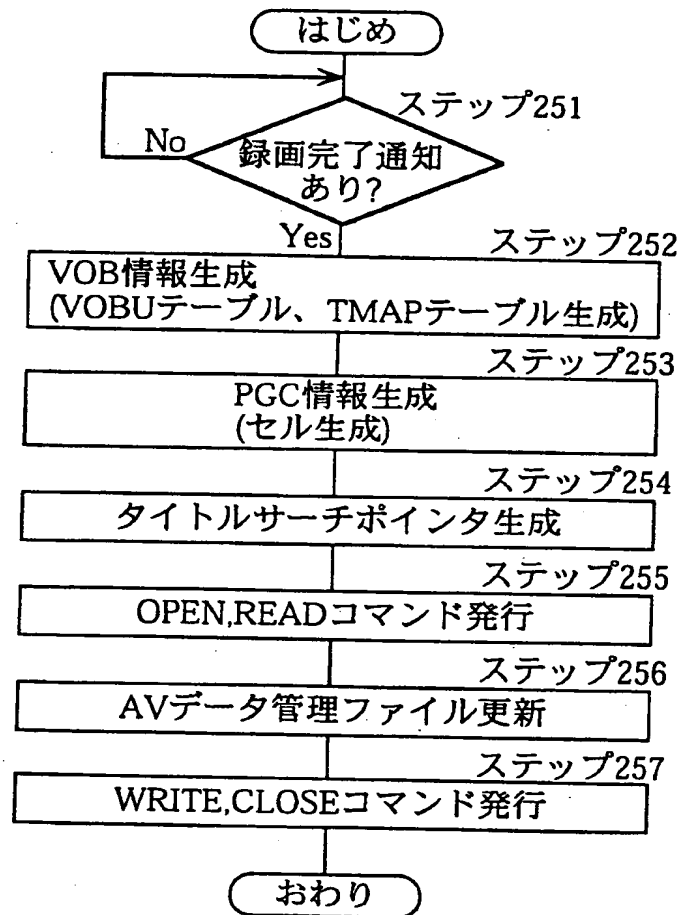 はじめ
ステップ251
No
録画完了通知
あり?
Yes
ステップ252
VOB情報生成
(VOBUテーブル、TMAPテーブル生成)
ステップ253
PGC情報生成
(セル生成)
ステップ254
タイトルサーチポインタ生成
ステップ255
OPEN,READコマンド発行
ステップ256
AVデータ管理ファイル更新
ステップ257
WRITE,CLOSEコマンド発行
おわり